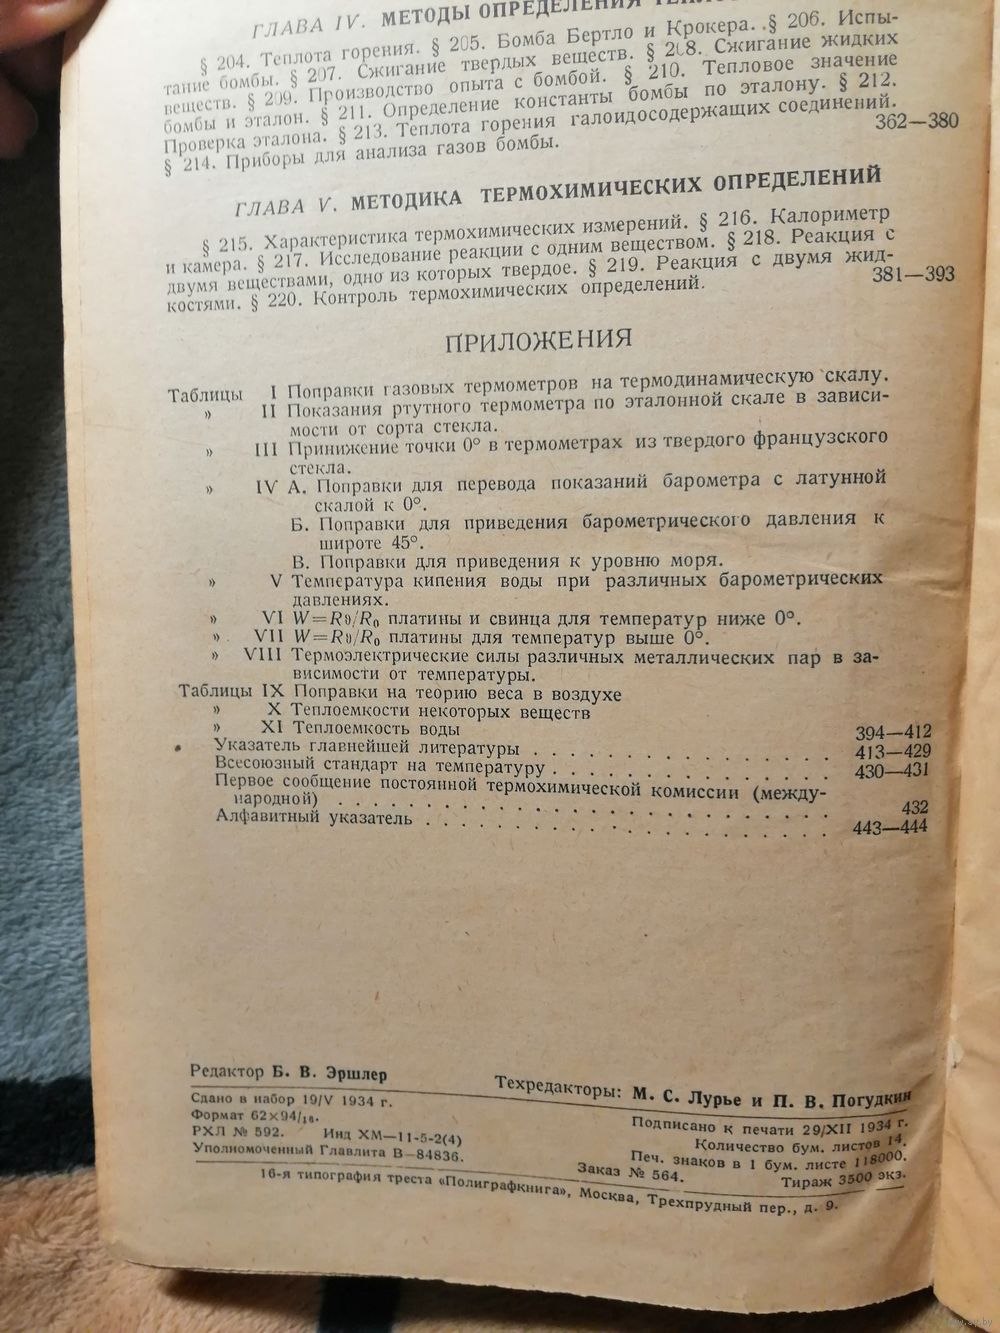 ГЛАВА IV. МЕТОДЫ ОПРЕДЕЛЕНИЯ
§ 204. Теплота горения. § 205. Бомба Бертло и Крокера. § 206. Испы-
тание бомбы. § 207. Сжигание твердых веществ. § 208. Сжигание жидких
веществ. § 209. Производство опыта с бомбой. § 210. Тепловое значение
бомбы и эталон. § 211. Определение константы бомбы по эталону. § 212.
Проверка эталона. § 213. Теплота горения галоидосодержащих соединений.
§ 214. Приборы для анализа газов бомбы. 362—380
ГЛАВА V. МЕТОДИКА ТЕРМОХИМИЧЕСКИХ ОПРЕДЕЛЕНИЙ
§ 215. Характеристика термохимических измерений. § 216. Калориметр
и камера. § 217. Исследование реакции с одним веществом. § 218. Реакция с
двумя веществами, одно из которых твердое. § 219. Реакция с двумя жид-
костями. § 220. Контроль термохимических определений. 381—393
ПРИЛОЖЕНИЯ
Таблицы I Поправки газовых термометров на термодинамическую скалу.
» II Показания ртутного термометра по эталонной скале в зависи-
мости от сорта стекла.
» III Принижение точки 0° в термометрах из твердого французского
стекла.
» IV А. Поправки для перевода показаний барометра с латунной
скалой к 0°.
Б. Поправки для приведения барометрического давления к
широте 45°.
В. Поправки для приведения к уровню моря.
» V Температура кипения воды при различных барометрических
давлениях.
» VI W=Rϑ/R₀ платины и свинца для температур ниже 0°.
» VII W=Rϑ/R₀ платины для температур выше 0°.
» VIII Термоэлектрические силы различных металлических пар в за-
висимости от температуры.
Таблицы IX Поправки на теорию веса в воздухе
» X Теплоемкости некоторых веществ
» XI Теплоемкость воды 394—412
Указатель главнейшей литературы . . . . . . . . . . . . . . . . 413—429
Всесоюзный стандарт на температуру . . . . . . . . . . . . . . . 430—431
Первое сообщение постоянной термохимической комиссии (между-
народной) . . . . . . . . . . . . . . . . . . . . . . . . . . . 432
Алфавитный указатель . . . . . . . . . . . . . . . . . . . . . . 443—444
Редактор Б. В. Эршлер
Техредакторы: М. С. Лурье и П. В. Погудкин
Сдано в набор 19/V 1934 г.
Подписано к печати 29/XII 1934 г.
Формат 62×94/₁₆.
Количество бум. листов 14.
РХЛ № 592. Инд ХМ—11-5-2(4)
Печ. знаков в 1 бум. листе 118000.
Уполномоченный Главлита В—84836.
Заказ № 564.
Тираж 3500 экз.
16-я типография треста «Полиграфкнига», Москва, Трехпрудный пер., д. 9.